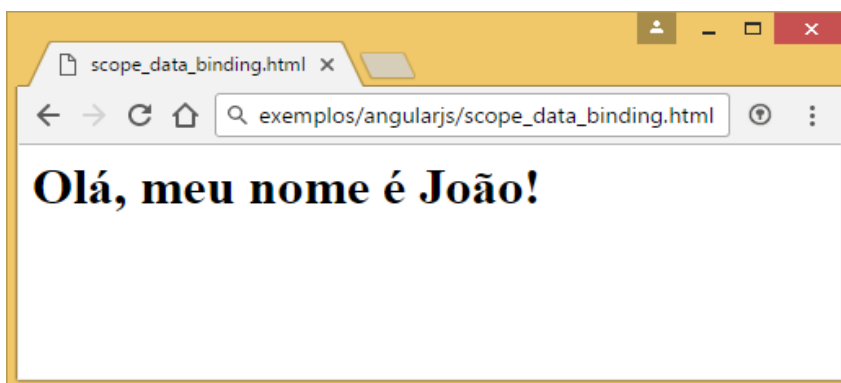 scope_data_binding.html
exemplos/angularjs/scope_data_binding.html
Olá, meu nome é João!